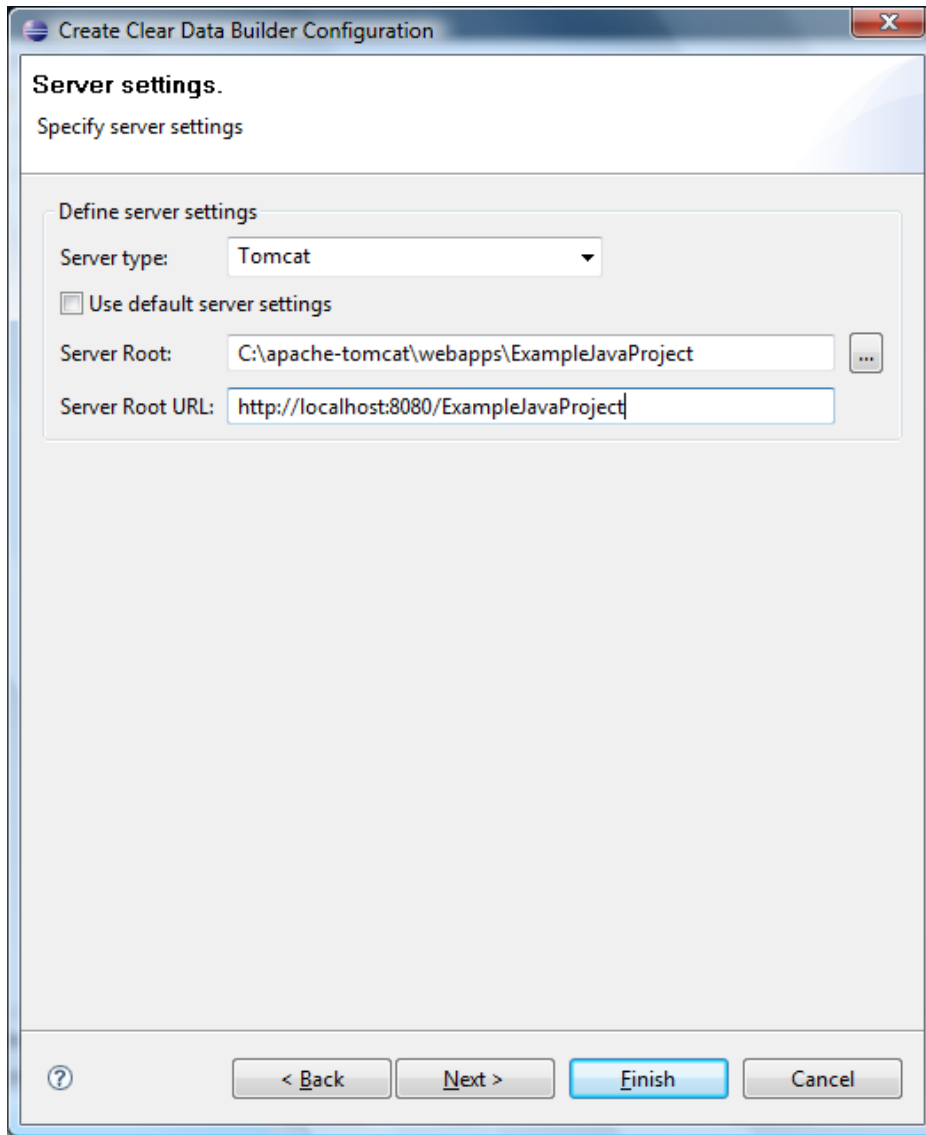 Create Clear Data Builder Configuration
Server settings.
Specify server settings
Define server settings
Server type: Tomcat
Use default server settings
Server Root: C:\apache-tomcat\webapps\ExampleJavaProject ...
Server Root URL: http://localhost:8080/ExampleJavaProject
? < Back Next > Finish Cancel